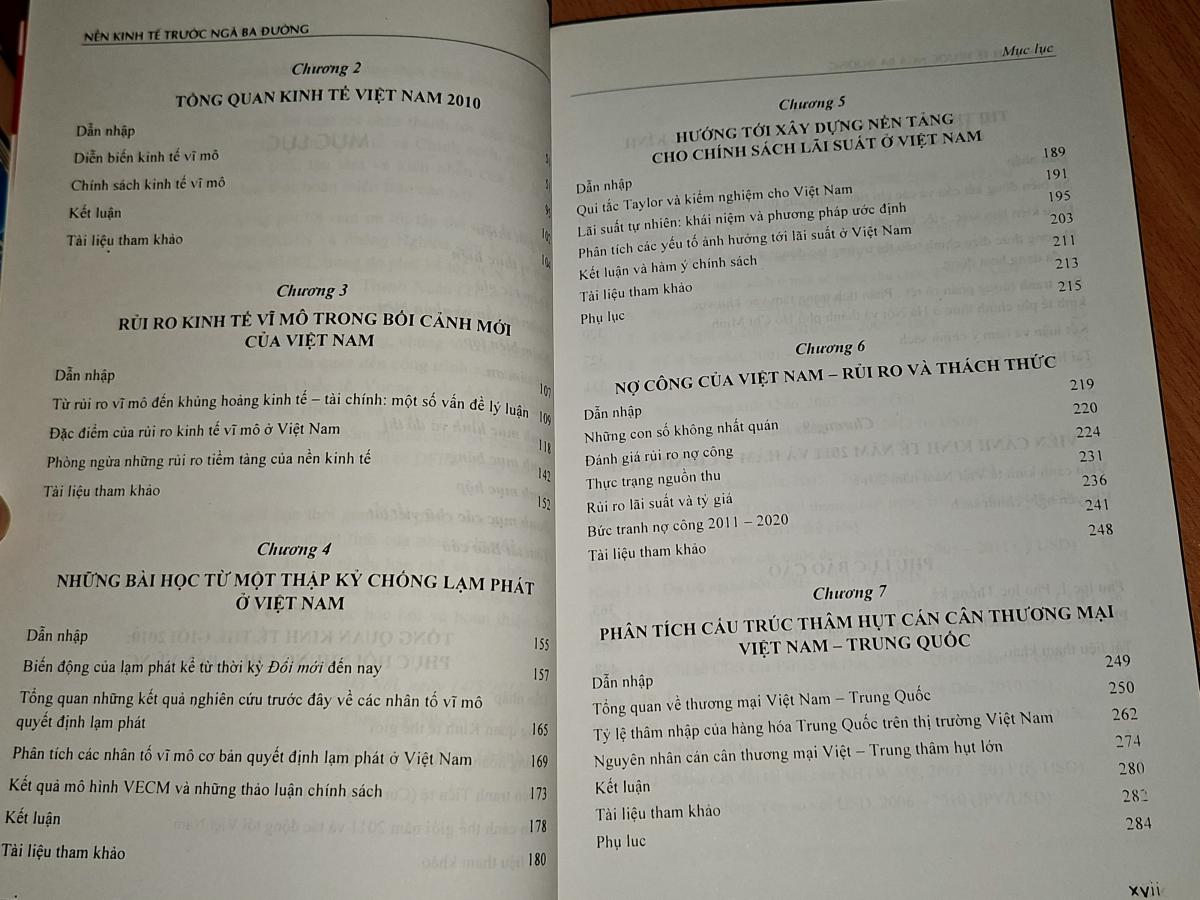 NỀN KINH TẾ TRƯỚC NGÃ BA ĐƯỜNG
Chương 2
TỔNG QUAN KINH TẾ VIỆT NAM 2010
Dẫn nhập
Diễn biến kinh tế vĩ mô
Chính sách kinh tế vĩ mô
Kết luận 102
Tài liệu tham khảo 104
Chương 3
RỦI RO KINH TẾ VĨ MÔ TRONG BỐI CẢNH MỚI
CỦA VIỆT NAM
Dẫn nhập 107
Từ rủi ro vĩ mô đến khủng hoảng kinh tế – tài chính: một số vấn đề lý luận 109
Đặc điểm của rủi ro kinh tế vĩ mô ở Việt Nam 118
Phòng ngừa những rủi ro tiềm tàng của nền kinh tế 142
Tài liệu tham khảo 152
Chương 4
NHỮNG BÀI HỌC TỪ MỘT THẬP KỶ CHỐNG LẠM PHÁT
Ở VIỆT NAM
Dẫn nhập 155
Biến động của lạm phát kể từ thời kỳ Đổi mới đến nay 157
Tổng quan những kết quả nghiên cứu trước đây về các nhân tố vĩ mô
quyết định lạm phát 165
Phân tích các nhân tố vĩ mô cơ bản quyết định lạm phát ở Việt Nam 169
Kết quả mô hình VECM và những thảo luận chính sách 173
Kết luận 178
Tài liệu tham khảo 180
Mục lục
Chương 5
HƯỚNG TỚI XÂY DỰNG NỀN TẢNG
CHO CHÍNH SÁCH LÃI SUẤT Ở VIỆT NAM
Dẫn nhập 189
Qui tắc Taylor và kiểm nghiệm cho Việt Nam 191
Lãi suất tự nhiên: khái niệm và phương pháp ước định 195
Phân tích các yếu tố ảnh hưởng tới lãi suất ở Việt Nam 203
Kết luận và hàm ý chính sách 211
Tài liệu tham khảo 213
Phụ lục 215
Chương 6
NỢ CÔNG CỦA VIỆT NAM – RỦI RO VÀ THÁCH THỨC
Dẫn nhập 219
Những con số không nhất quán 220
Đánh giá rủi ro nợ công 224
Thực trạng nguồn thu 231
Rủi ro lãi suất và tỷ giá 236
Bức tranh nợ công 2011 – 2020 241
Tài liệu tham khảo 248
Chương 7
PHÂN TÍCH CẤU TRÚC THÂM HỤT CÁN CÂN THƯƠNG MẠI
VIỆT NAM – TRUNG QUỐC
Dẫn nhập 249
Tổng quan về thương mại Việt Nam – Trung Quốc 250
Tỷ lệ thâm nhập của hàng hóa Trung Quốc trên thị trường Việt Nam 262
Nguyên nhân cán cân thương mại Việt – Trung thâm hụt lớn 274
Kết luận 280
Tài liệu tham khảo 282
Phụ luc 284
xvii